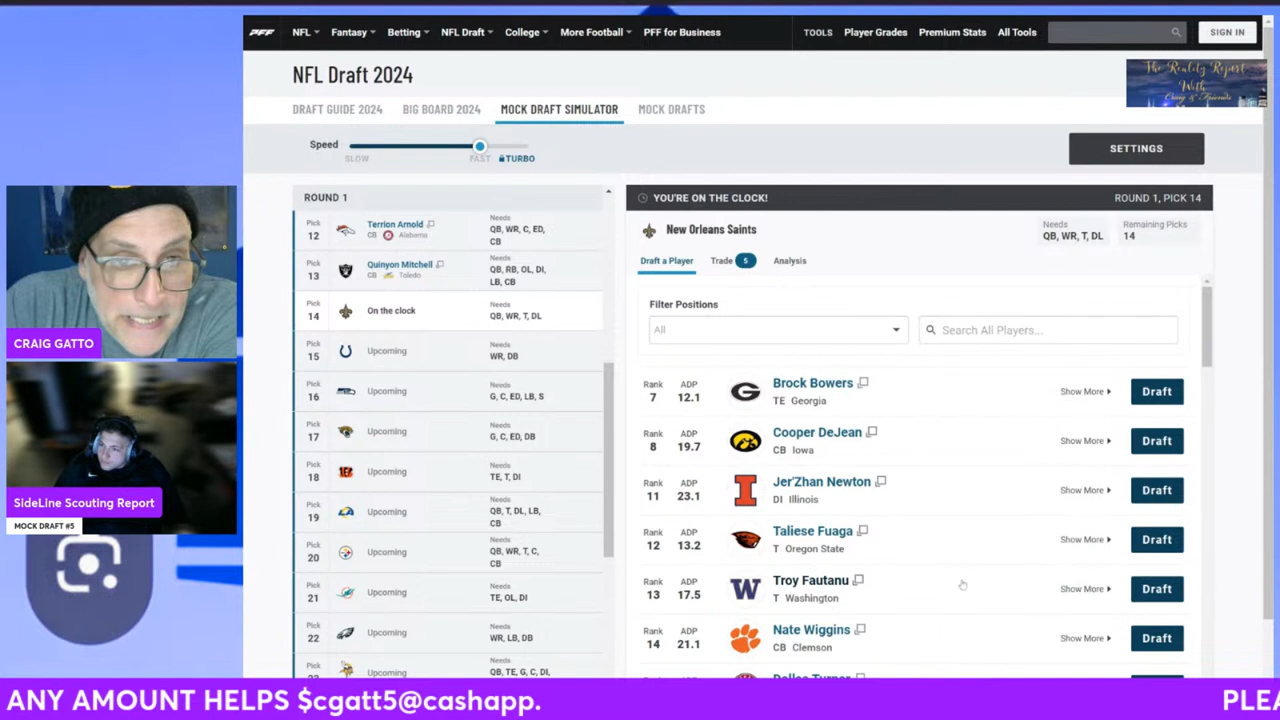 PFF NFL Fantasy Betting NFL Draft College More Football PFF for Business TOOLS Player Grades Premium Stats All Tools SIGN IN
NFL Draft 2024
The Reality Report
With
Craig & Friends
DRAFT GUIDE 2024 BIG BOARD 2024 MOCK DRAFT SIMULATOR MOCK DRAFTS
Speed
SLOW FAST TURBO
SETTINGS
ROUND 1
Pick 12 Terrion Arnold CB Alabama Needs QB, WR, C, ED, CB
Pick 13 Quinyon Mitchell CB Toledo Needs QB, RB, OL, DI, LB, CB
Pick 14 On the clock Needs QB, WR, T, DL
Pick 15 Upcoming Needs WR, DB
Pick 16 Upcoming Needs G, C, ED, LB, S
Pick 17 Upcoming Needs G, C, ED, DB
Pick 18 Upcoming Needs TE, T, DI
Pick 19 Upcoming Needs QB, T, DL, LB, CB
Pick 20 Upcoming Needs QB, WR, T, C, CB
Pick 21 Upcoming Needs TE, OL, DI
Pick 22 Upcoming Needs WR, LB, DB
Pick Upcoming Needs QB, TE, G, C, DI,
YOU'RE ON THE CLOCK! ROUND 1, PICK 14
New Orleans Saints
Needs QB, WR, T, DL
Remaining Picks 14
Draft a Player Trade 5 Analysis
Filter Positions
All Search All Players...
Rank 7 ADP 12.1 G Brock Bowers TE Georgia Show More Draft
Rank 8 ADP 19.7 Cooper DeJean CB Iowa Show More Draft
Rank 11 ADP 23.1 I Jer'Zhan Newton DI Illinois Show More Draft
Rank 12 ADP 13.2 Taliese Fuaga T Oregon State Show More Draft
Rank 13 ADP 17.5 W Troy Fautanu T Washington Show More Draft
Rank 14 ADP 21.1 Nate Wiggins CB Clemson Show More Draft
CRAIG GATTO
SideLine Scouting Report
MOCK DRAFT #5
ANY AMOUNT HELPS $cgatt5@cashapp. PLEA